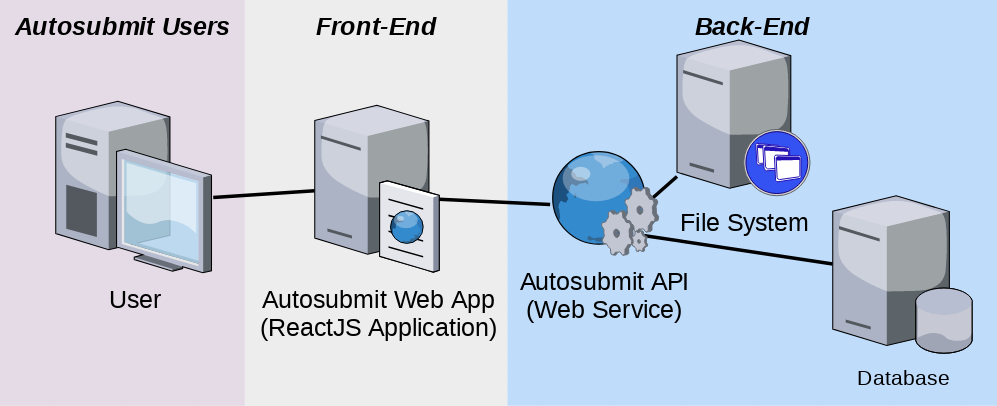 Autosubmit Users
Front-End
Back-End
User
Autosubmit Web App
(ReactJS Application)
Autosubmit API
(Web Service)
File System
Database